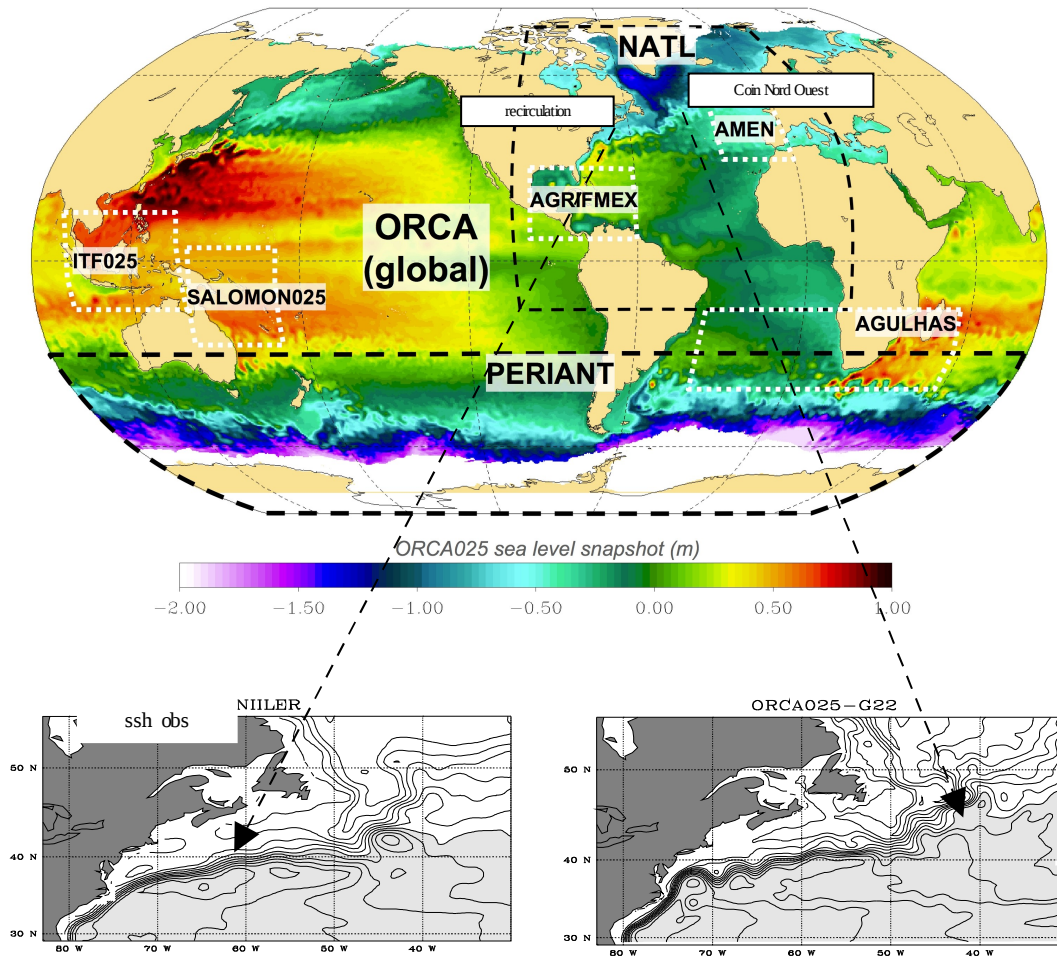 NATL
recirculation
Coin Nord Ouest
AMEN
AGRIFMEX
ORCA
(global)
ITF025
SALOMON025
AGULHAS
PERIANT
ORCA025 sea level snapshot (m)
−2.00 −1.50 −1.00 −0.50 0.00 0.50 1.00
ssh obs
NIILER
ORCA025−G22
50 N
40 N
30 N
80 W 70 W 60 W 50 W 40 W
50 N
40 N
30 N
80 W 70 W 60 W 50 W 40 W